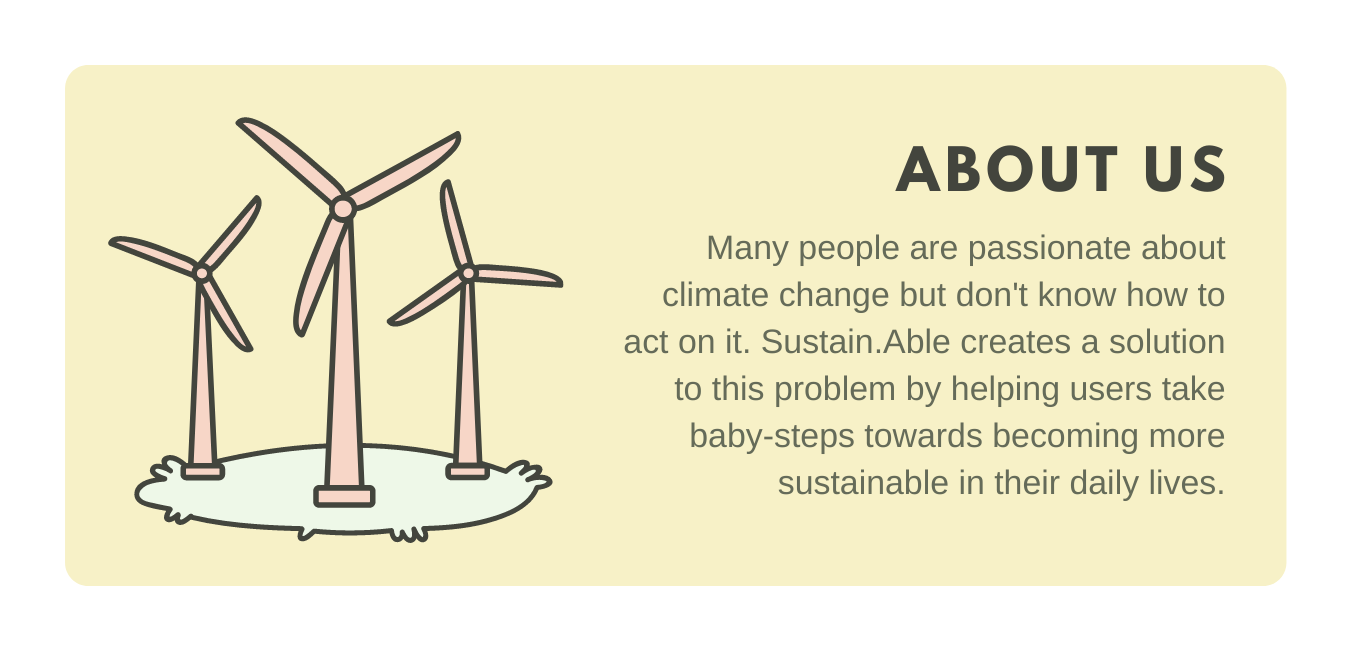 ABOUT US
Many people are passionate about
climate change but don't know how to
act on it. Sustain.Able creates a solution
to this problem by helping users take
baby-steps towards becoming more
sustainable in their daily lives.